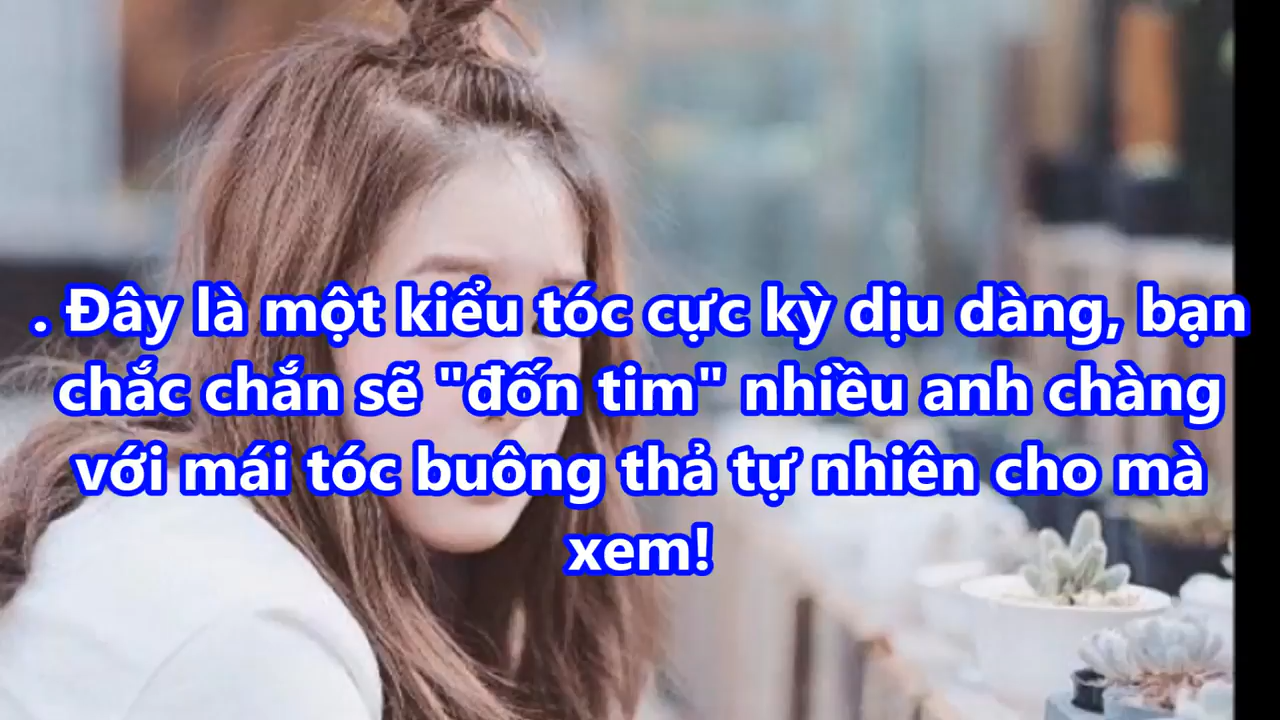 . Đây là một kiểu tóc cực kỳ dịu dàng, bạn
chắc chắn sẽ "đốn tim" nhiều anh chàng
với mái tóc buông thả tự nhiên cho mà
xem!